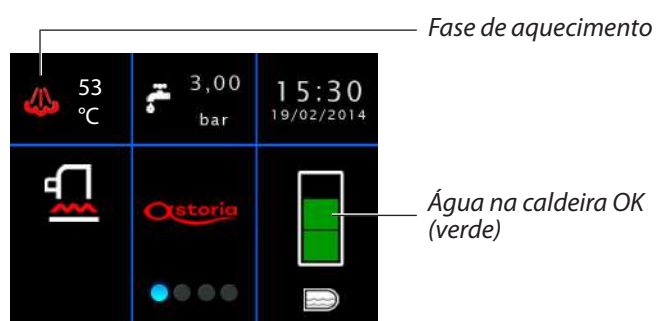 Fase de aquecimento
53
°C
3,00
bar
15:30
19/02/2014
astoria
Água na caldeira OK
(verde)